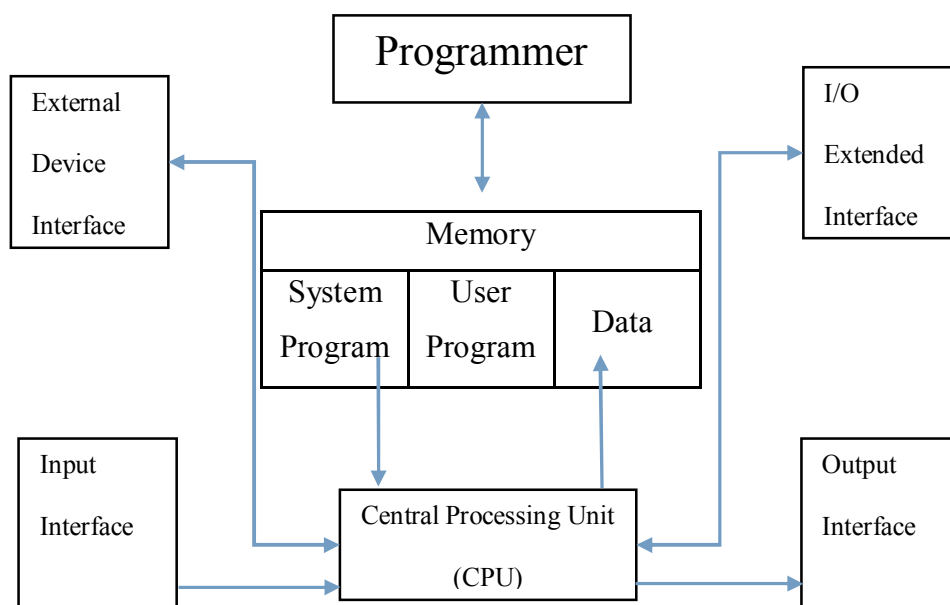 Programmer
External
Device
Interface
I/O
Extended
Interface
Memory
System
Program
User
Program
Data
Input
Interface
Central Processing Unit
(CPU)
Output
Interface